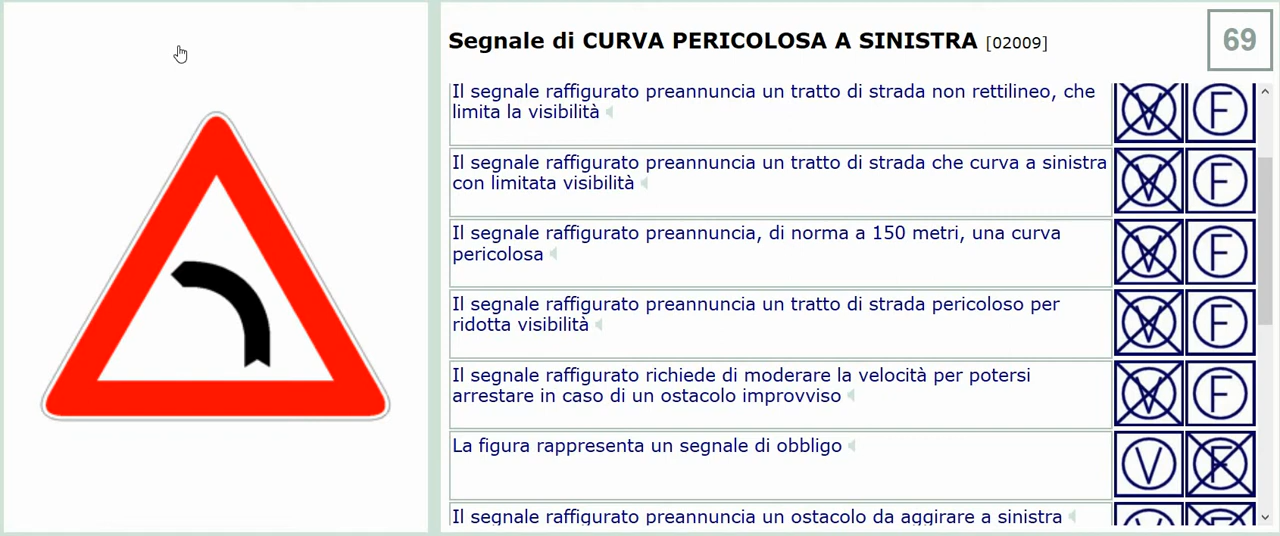 Segnale di CURVA PERICOLOSA A SINISTRA [02009]
69
Il segnale raffigurato preannuncia un tratto di strada non rettilineo, che
limita la visibilità
V F
Il segnale raffigurato preannuncia un tratto di strada che curva a sinistra
con limitata visibilità
V F
Il segnale raffigurato preannuncia, di norma a 150 metri, una curva
pericolosa
V F
Il segnale raffigurato preannuncia un tratto di strada pericoloso per
ridotta visibilità
V F
Il segnale raffigurato richiede di moderare la velocità per potersi
arrestare in caso di un ostacolo improvviso
V F
La figura rappresenta un segnale di obbligo
V F
Il segnale raffigurato preannuncia un ostacolo da aggirare a sinistra
V F